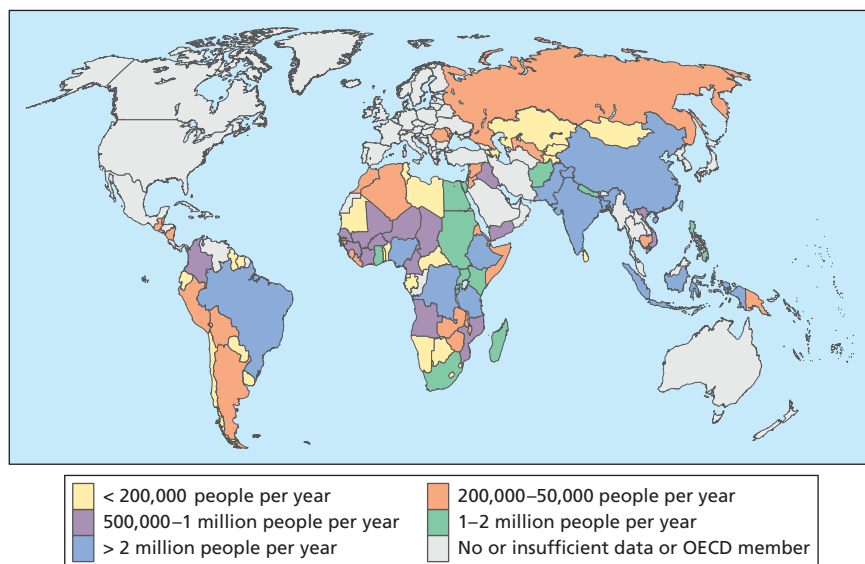 < 200,000 people per year
500,000–1 million people per year
> 2 million people per year
200,000–50,000 people per year
1–2 million people per year
No or insufficient data or OECD member